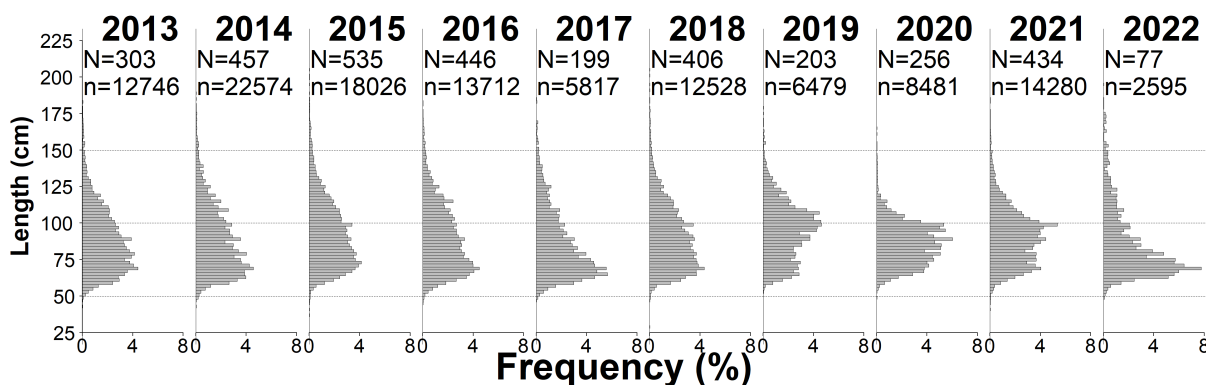 2013 2014 2015 2016 2017 2018 2019 2020 2021 2022
N=303 N=457 N=535 N=446 N=199 N=406 N=203 N=256 N=434 N=77
n=12746 n=22574 n=18026 n=13712 n=5817 n=12528 n=6479 n=8481 n=14280 n=2595
Length (cm)
225
200
175
150
125
100
75
50
25
0 4 80 4 80 4 80 4 80 4 80 4 80 4 80 4 80 4 80 4 8
Frequency (%)